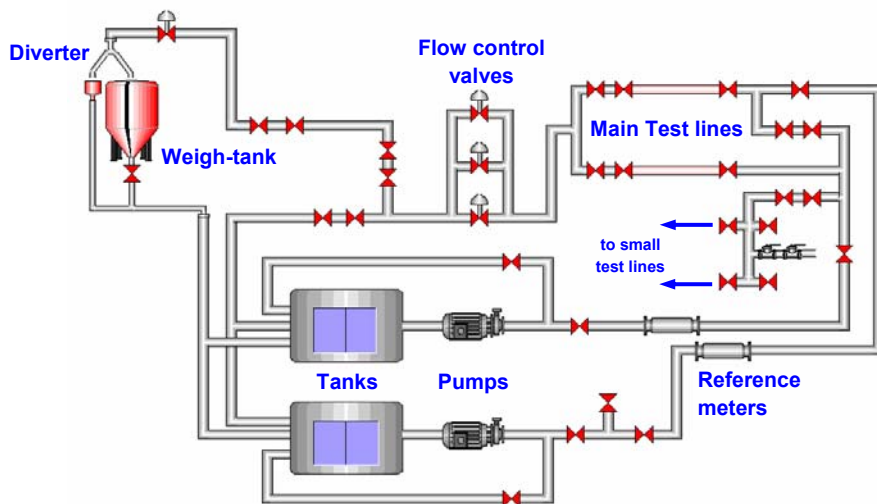 Diverter
Flow control
valves
Weigh-tank
Main Test lines
to small
test lines
Tanks
Pumps
Reference
meters